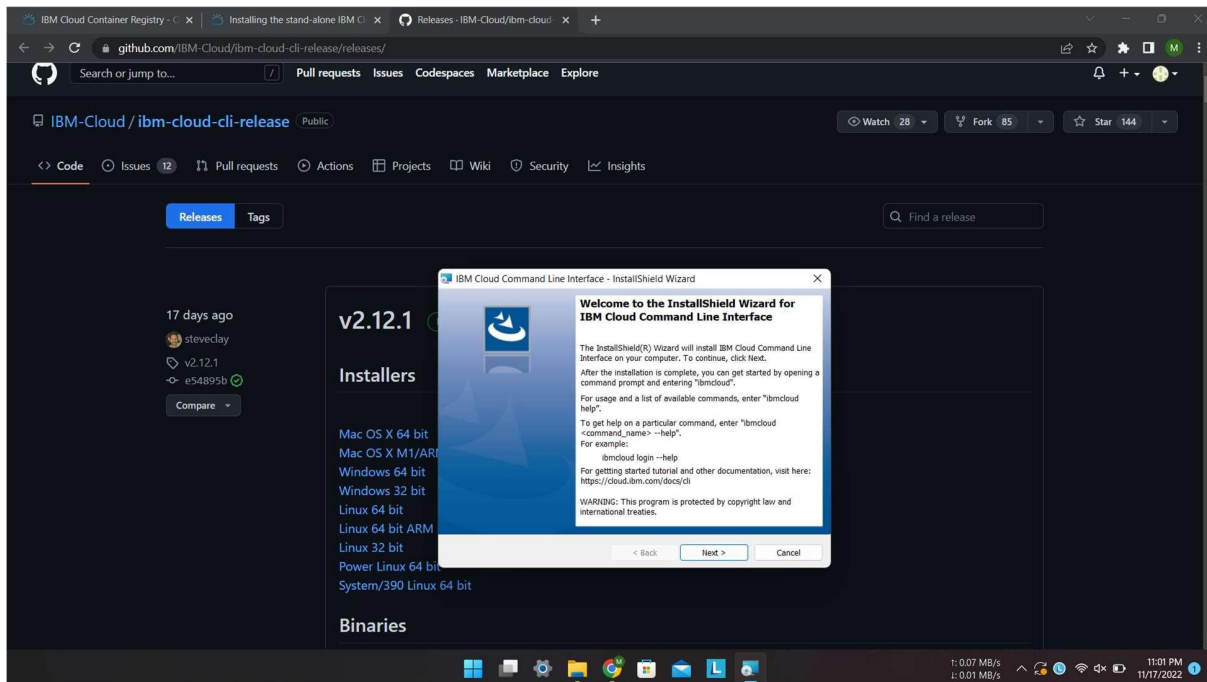 IBM Cloud Container Registry - C
Installing the stand-alone IBM Cl
Releases · IBM-Cloud/ibm-cloud-
github.com/IBM-Cloud/ibm-cloud-cli-release/releases/
M
Search or jump to... / Pull requests Issues Codespaces Marketplace Explore
IBM-Cloud / ibm-cloud-cli-release Public
Watch 28 Fork 85 Star 144
Code Issues 12 Pull requests Actions Projects Wiki Security Insights
Releases Tags
Find a release
17 days ago
steveclay
v2.12.1
e54895b
Compare
v2.12.1
Installers
Mac OS X 64 bit
Mac OS X M1/ARM
Windows 64 bit
Windows 32 bit
Linux 64 bit
Linux 64 bit ARM
Linux 32 bit
Power Linux 64 bit
System/390 Linux 64 bit
Binaries
IBM Cloud Command Line Interface - InstallShield Wizard
Welcome to the InstallShield Wizard for
IBM Cloud Command Line Interface
The InstallShield(R) Wizard will install IBM Cloud Command Line
Interface on your computer. To continue, click Next.
After the installation is complete, you can get started by opening a
command prompt and entering "ibmcloud".
For usage and a list of available commands, enter "ibmcloud
help".
To get help on a particular command, enter "ibmcloud
<command_name> --help".
For example:
ibmcloud login --help
For gettting started tutorial and other documentation, visit here:
https://cloud.ibm.com/docs/cli
WARNING: This program is protected by copyright law and
international treaties.
< Back Next > Cancel
↑: 0.07 MB/s
↓: 0.01 MB/s
11:01 PM
11/17/2022
1